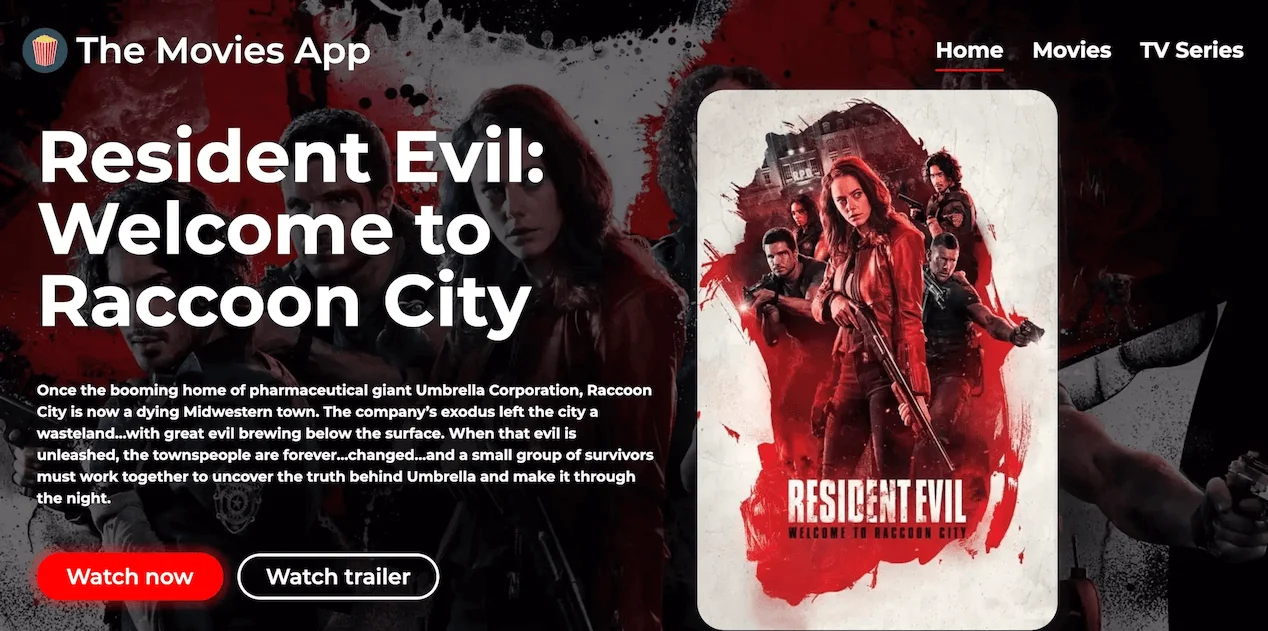 The Movies App
Home Movies TV Series
Resident Evil:
Welcome to
Raccoon City
Once the booming home of pharmaceutical giant Umbrella Corporation, Raccoon
City is now a dying Midwestern town. The company's exodus left the city a
wasteland...with great evil brewing below the surface. When that evil is
unleashed, the townspeople are forever...changed...and a small group of survivors
must work together to uncover the truth behind Umbrella and make it through
the night.
Watch now
Watch trailer
RPD
RESIDENT EVIL
WELCOME TO RACCOON CITY